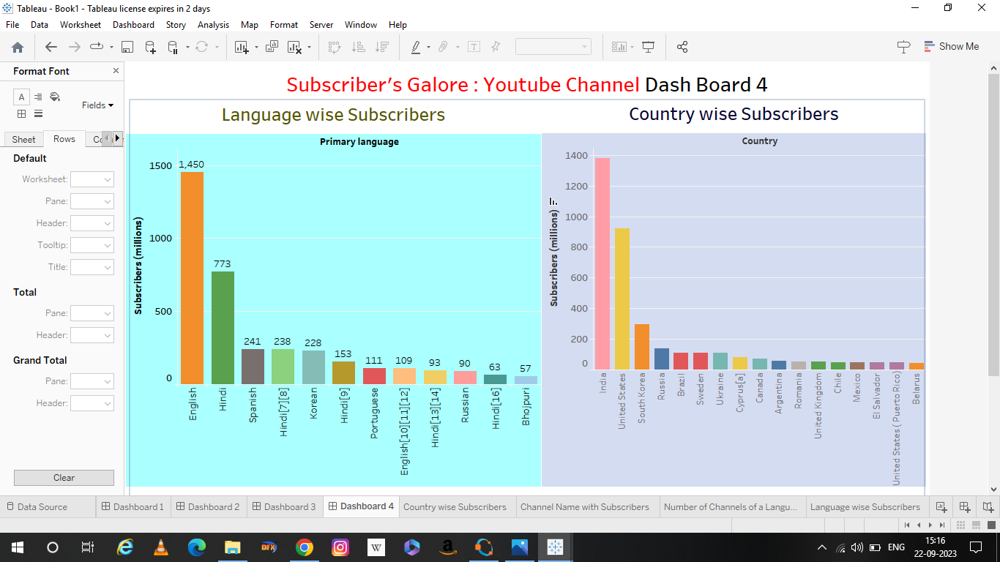 Tableau - Book1 - Tableau license expires in 2 days
File Data Worksheet Dashboard Story Analysis Map Format Server Window Help
Show Me
Format Font
Fields
Sheet Rows
Default
Worksheet:
Pane:
Header:
Tooltip:
Title:
Total
Pane:
Header:
Grand Total
Pane:
Header:
Clear
Subscriber's Galore : Youtube Channel Dash Board 4
Language wise Subscribers
Primary language
Subscribers (millions)
1500
1000
500
0
1,450
773
241
238
228
153
111
109
93
90
63
57
English
Hindi
Spanish
Hindi[7][8]
Korean
Hindi[9]
Portuguese
English[10][11][12]
Hindi[13][14]
Russian
Hindi[16]
Bhojpuri
Country wise Subscribers
Country
Subscribers (millions)
1400
1200
1000
800
600
400
200
0
India
United States
South Korea
Russia
Brazil
Sweden
Ukraine
Cyprus[a]
Canada
Argentina
Romania
United Kingdom
Chile
Mexico
El Salvador
United States ( Puerto Rico)
Belarus
Data Source Dashboard 1 Dashboard 2 Dashboard 3 Dashboard 4 Country wise Subscribers Channel Name with Subscribers Number of Channels of a Langu... Language wise Subscribers
DFX
W
a
ENG
15:16
22-09-2023